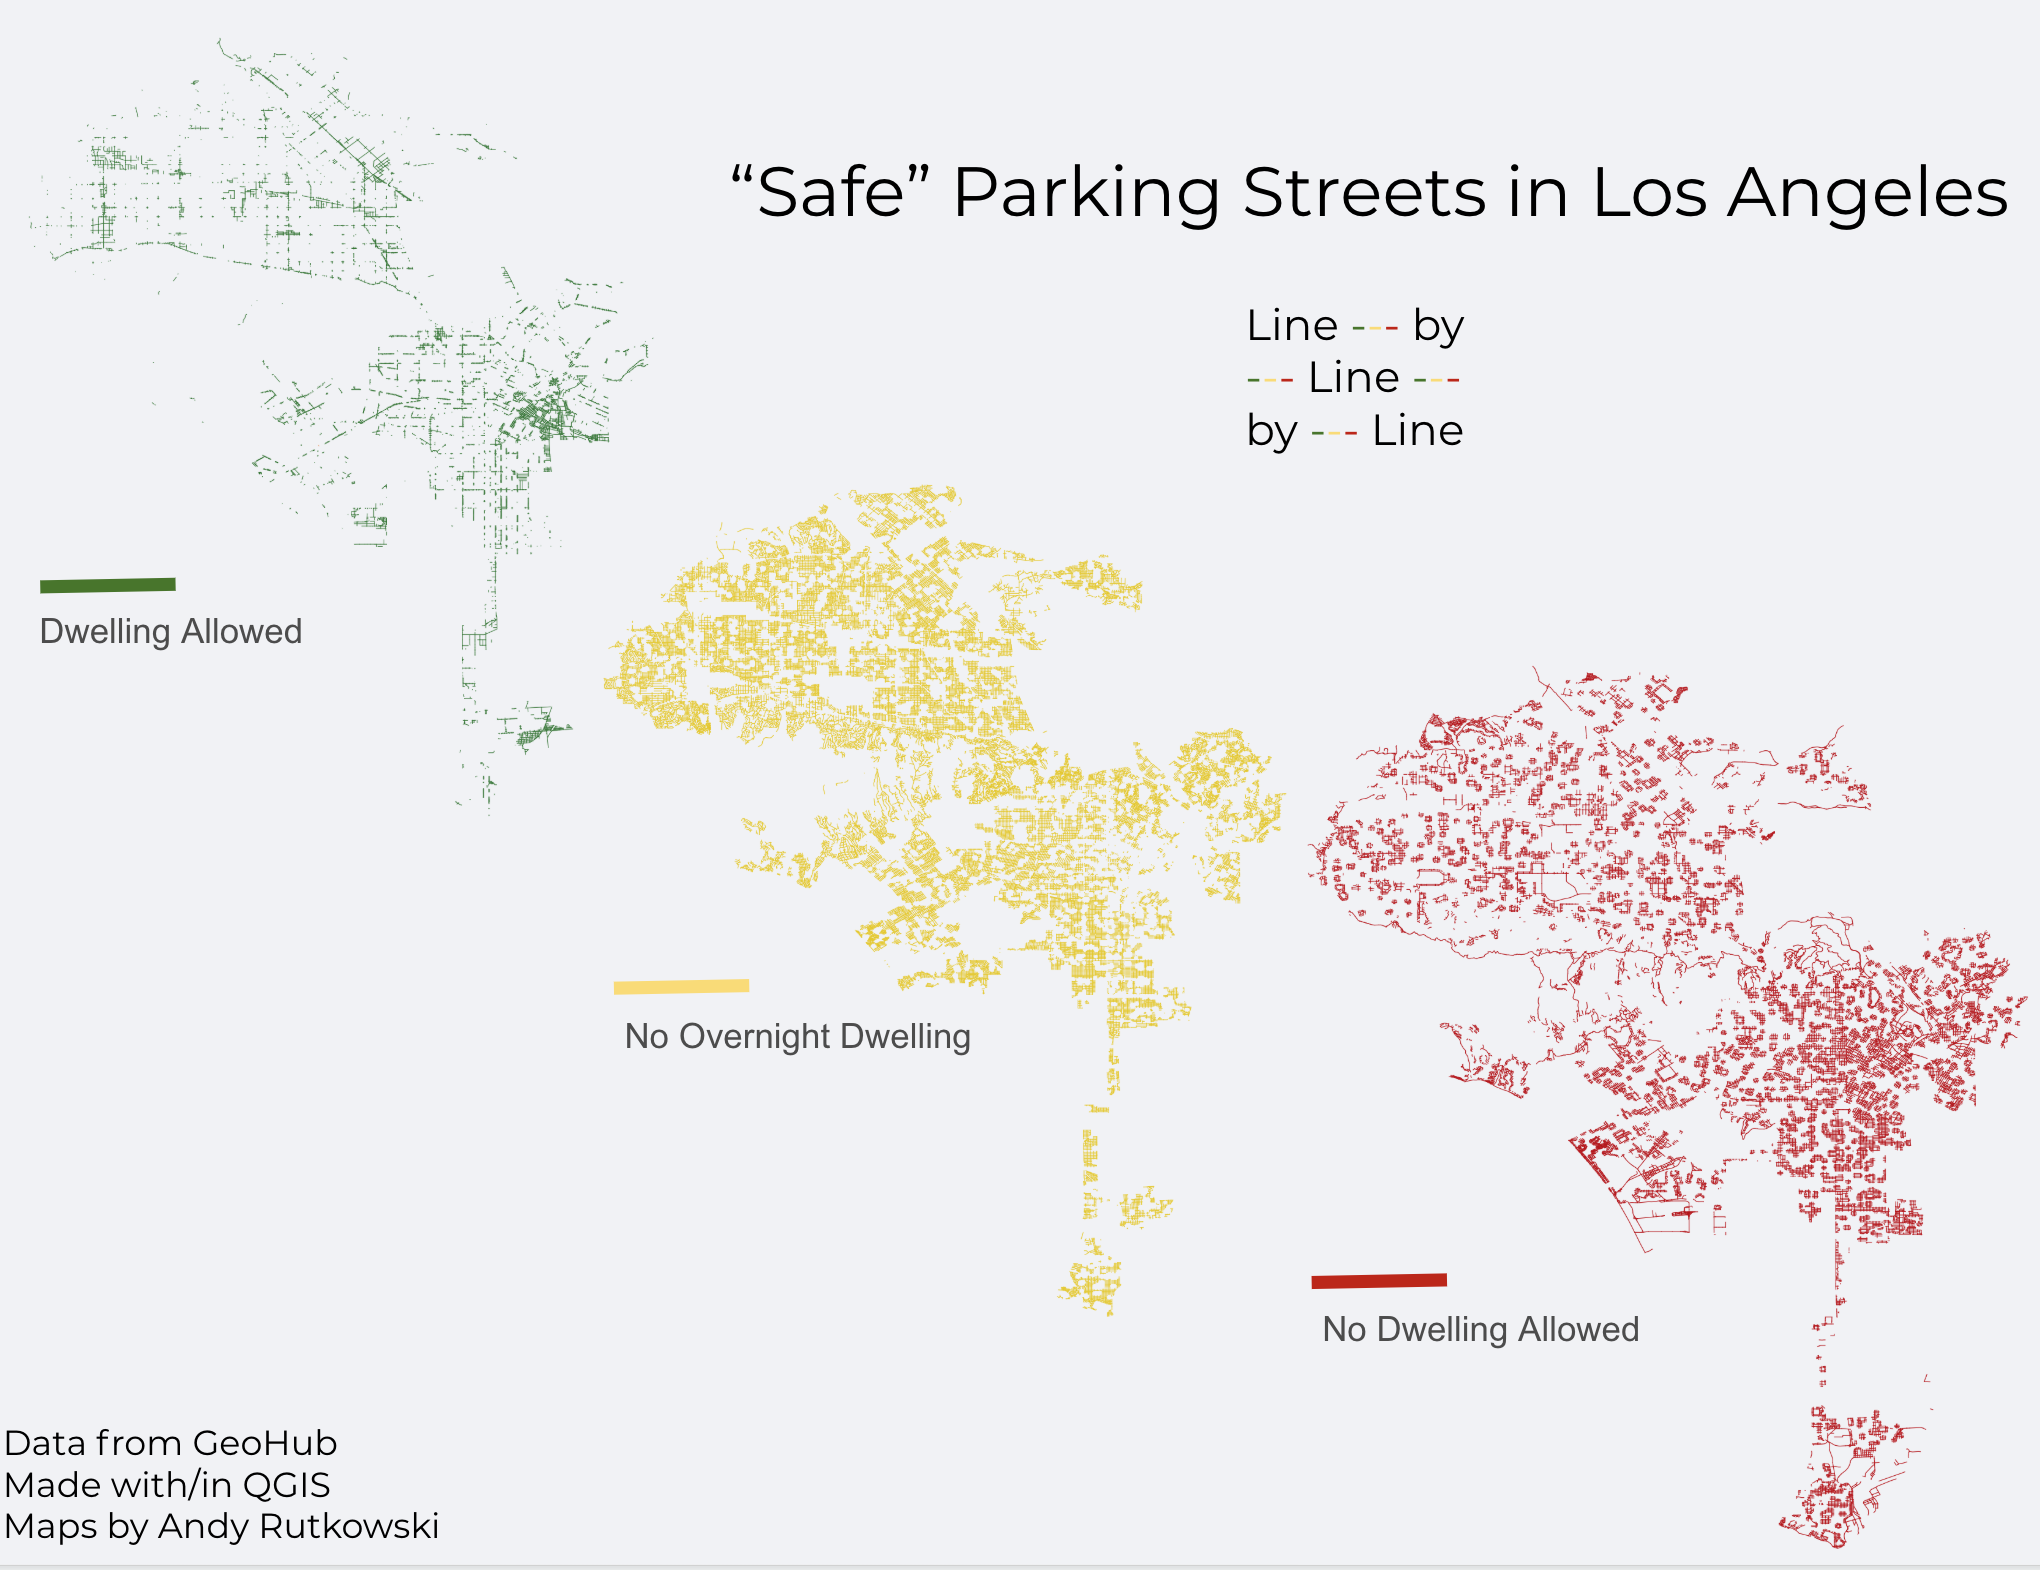 “Safe” Parking Streets in Los Angeles
Line --- by
--- Line ---
by --- Line
Dwelling Allowed
No Overnight Dwelling
No Dwelling Allowed
Data from GeoHub
Made with/in QGIS
Maps by Andy Rutkowski